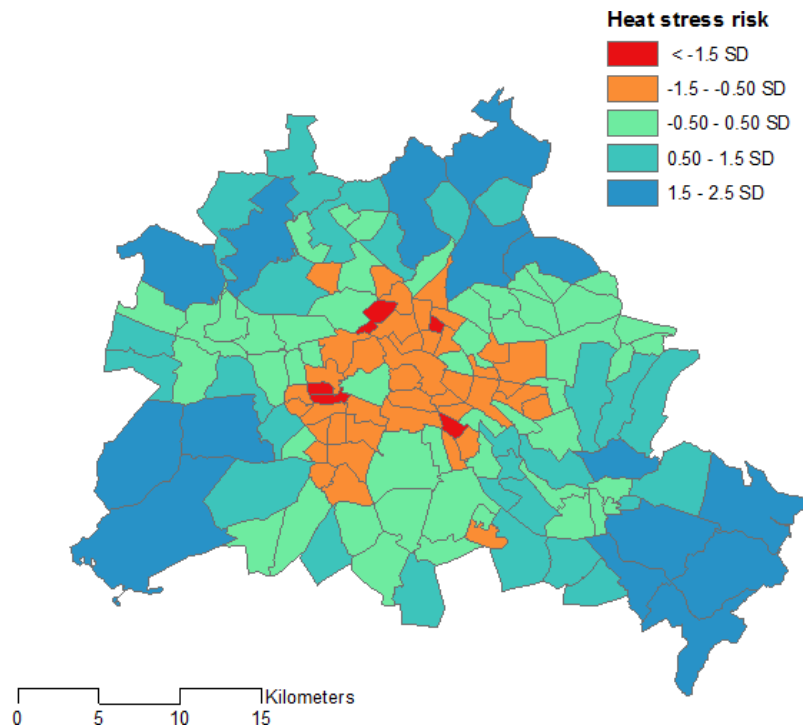 Heat stress risk
< -1.5 SD
-1.5 - -0.50 SD
-0.50 - 0.50 SD
0.50 - 1.5 SD
1.5 - 2.5 SD
Kilometers
0 5 10 15